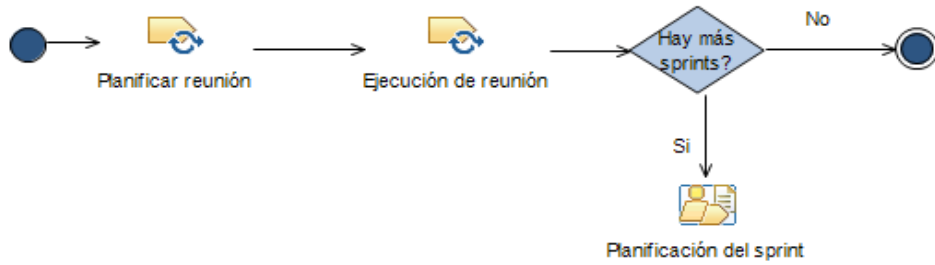 Planificar reunión
Ejecución de reunión
Hay más
sprints?
No
Si
Planificación del sprint